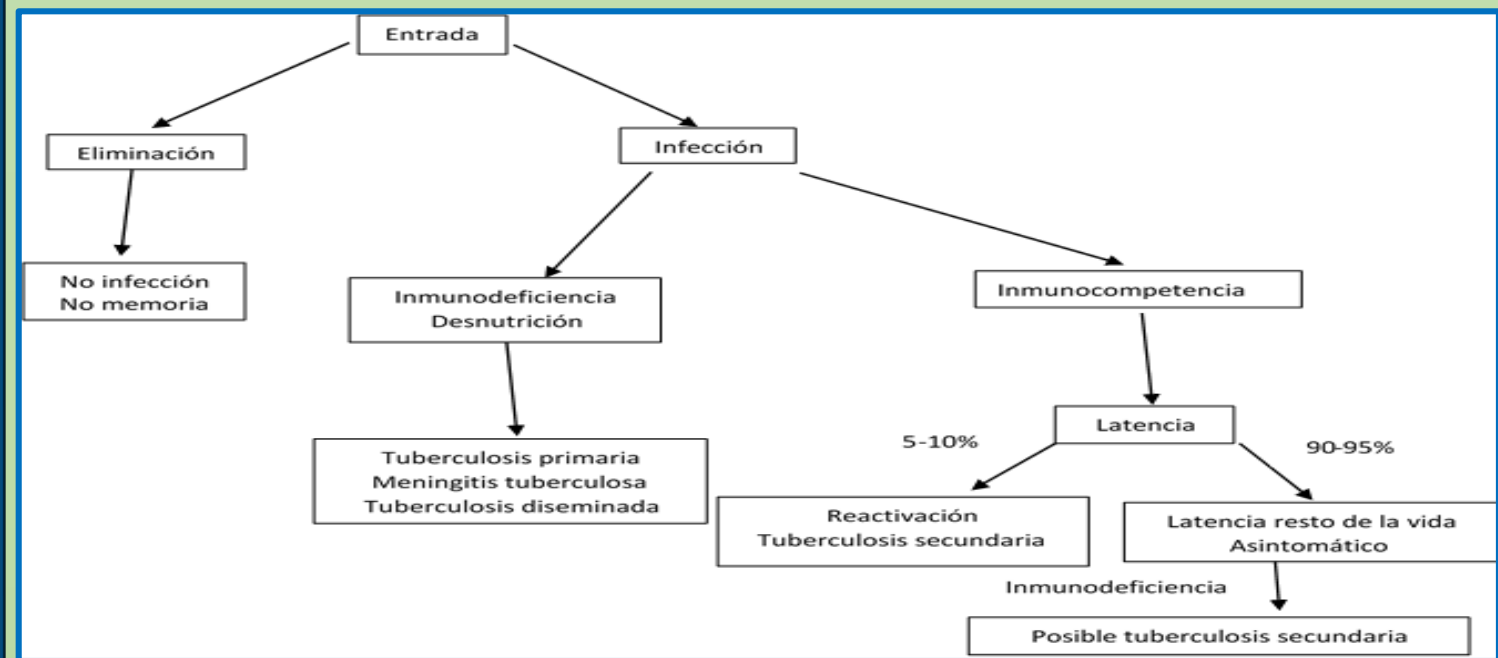 Entrada
Eliminación
Infección
No infección
No memoria
Inmunodeficiencia
Desnutrición
Inmunocompetencia
Tuberculosis primaria
Meningitis tuberculosa
Tuberculosis diseminada
Latencia
5-10%
90-95%
Reactivación
Tuberculosis secundaria
Latencia resto de la vida
Asintomático
Inmunodeficiencia
Posible tuberculosis secundaria